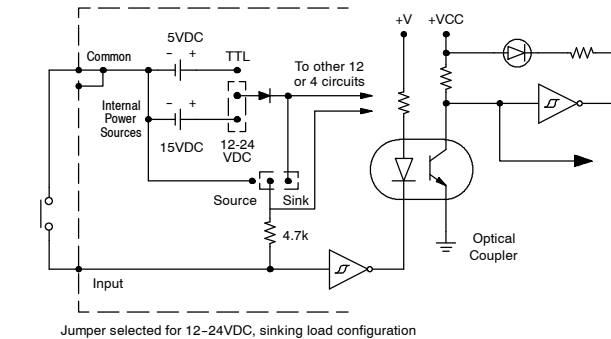 +V
+VCC
5VDC
- +
Common
TTL
To other 12
or 4 circuits
Internal
Power
Sources
- +
15VDC
12-24
VDC
Source
Sink
4.7k
Optical
Coupler
Input
Jumper selected for 12-24VDC, sinking load configuration